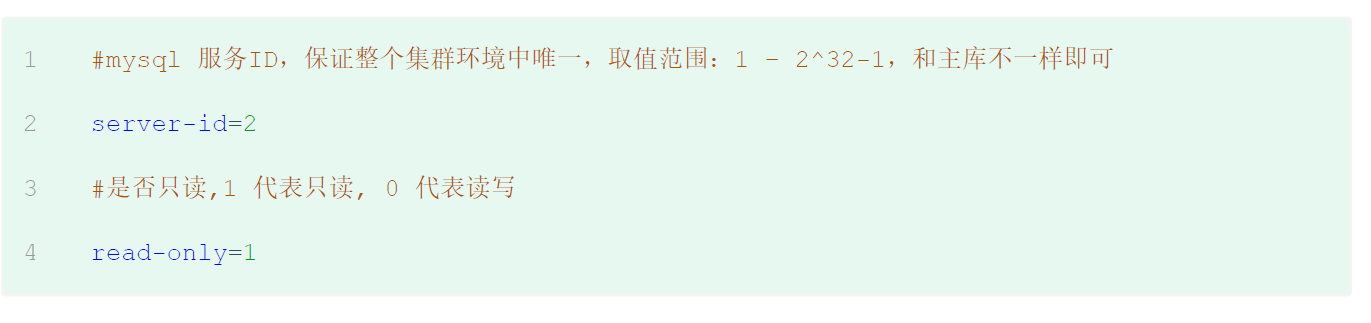 1 #mysql 服务ID，保证整个集群环境中唯一，取值范围：1 – 2^32-1，和主库不一样即可
2 server-id=2
3 #是否只读,1 代表只读, 0 代表读写
4 read-only=1